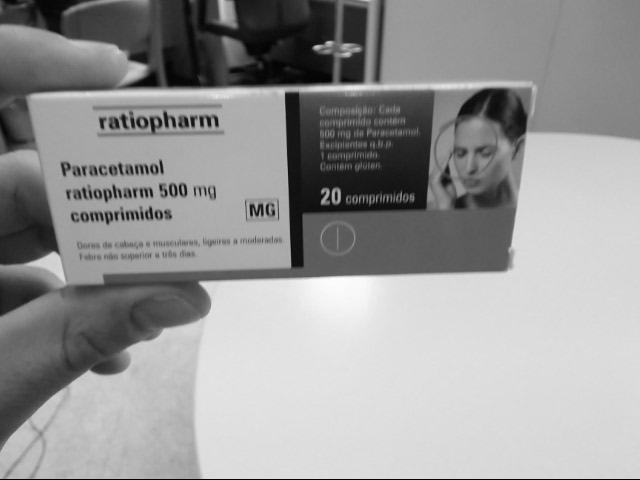 ratiopharm
Paracetamol
ratiopharm 500 mg
comprimidos
MG
Dores de cabeça e musculares, ligeiras a moderadas.
Febre não superior a três dias.
Composição: Cada
comprimido contém
500 mg de Paracetamol.
Excipientes q.b.p.
1 comprimido.
Contém glúten.
20 comprimidos